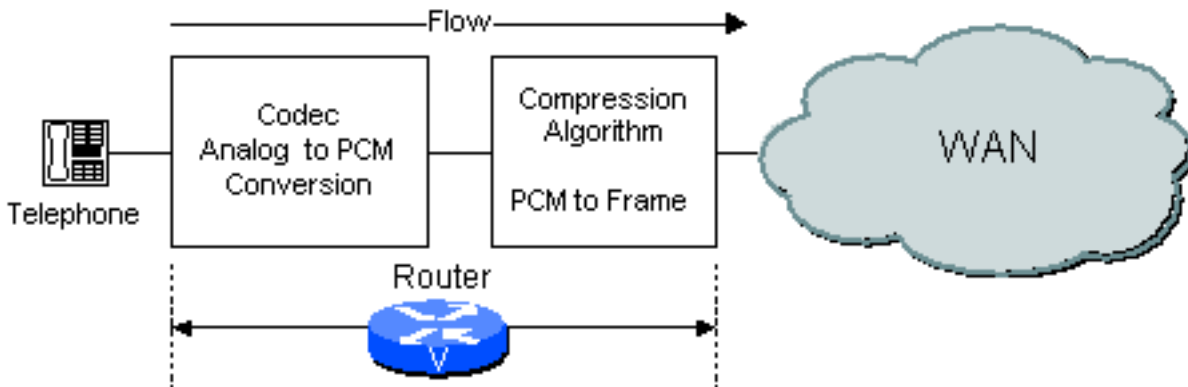 Flow
Codec
Analog to PCM
Conversion
Compression
Algorithm
PCM to Frame
WAN
Telephone
Router
V